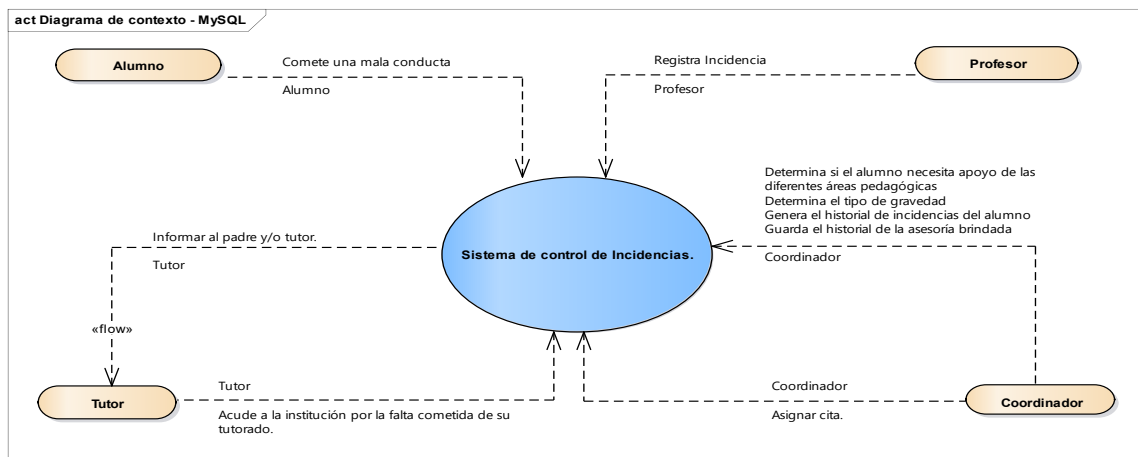 act Diagrama de contexto - MySQL
Alumno
Comete una mala conducta
Alumno
Registra Incidencia
Profesor
Profesor
Determina si el alumno necesita apoyo de las
diferentes áreas pedagógicas
Determina el tipo de gravedad
Genera el historial de incidencias del alumno
Guarda el historial de la asesoría brindada
Coordinador
Informar al padre y/o tutor.
Tutor
Sistema de control de Incidencias.
«flow»
Tutor
Tutor
Acude a la institución por la falta cometida de su
tutorado.
Coordinador
Asignar cita.
Coordinador